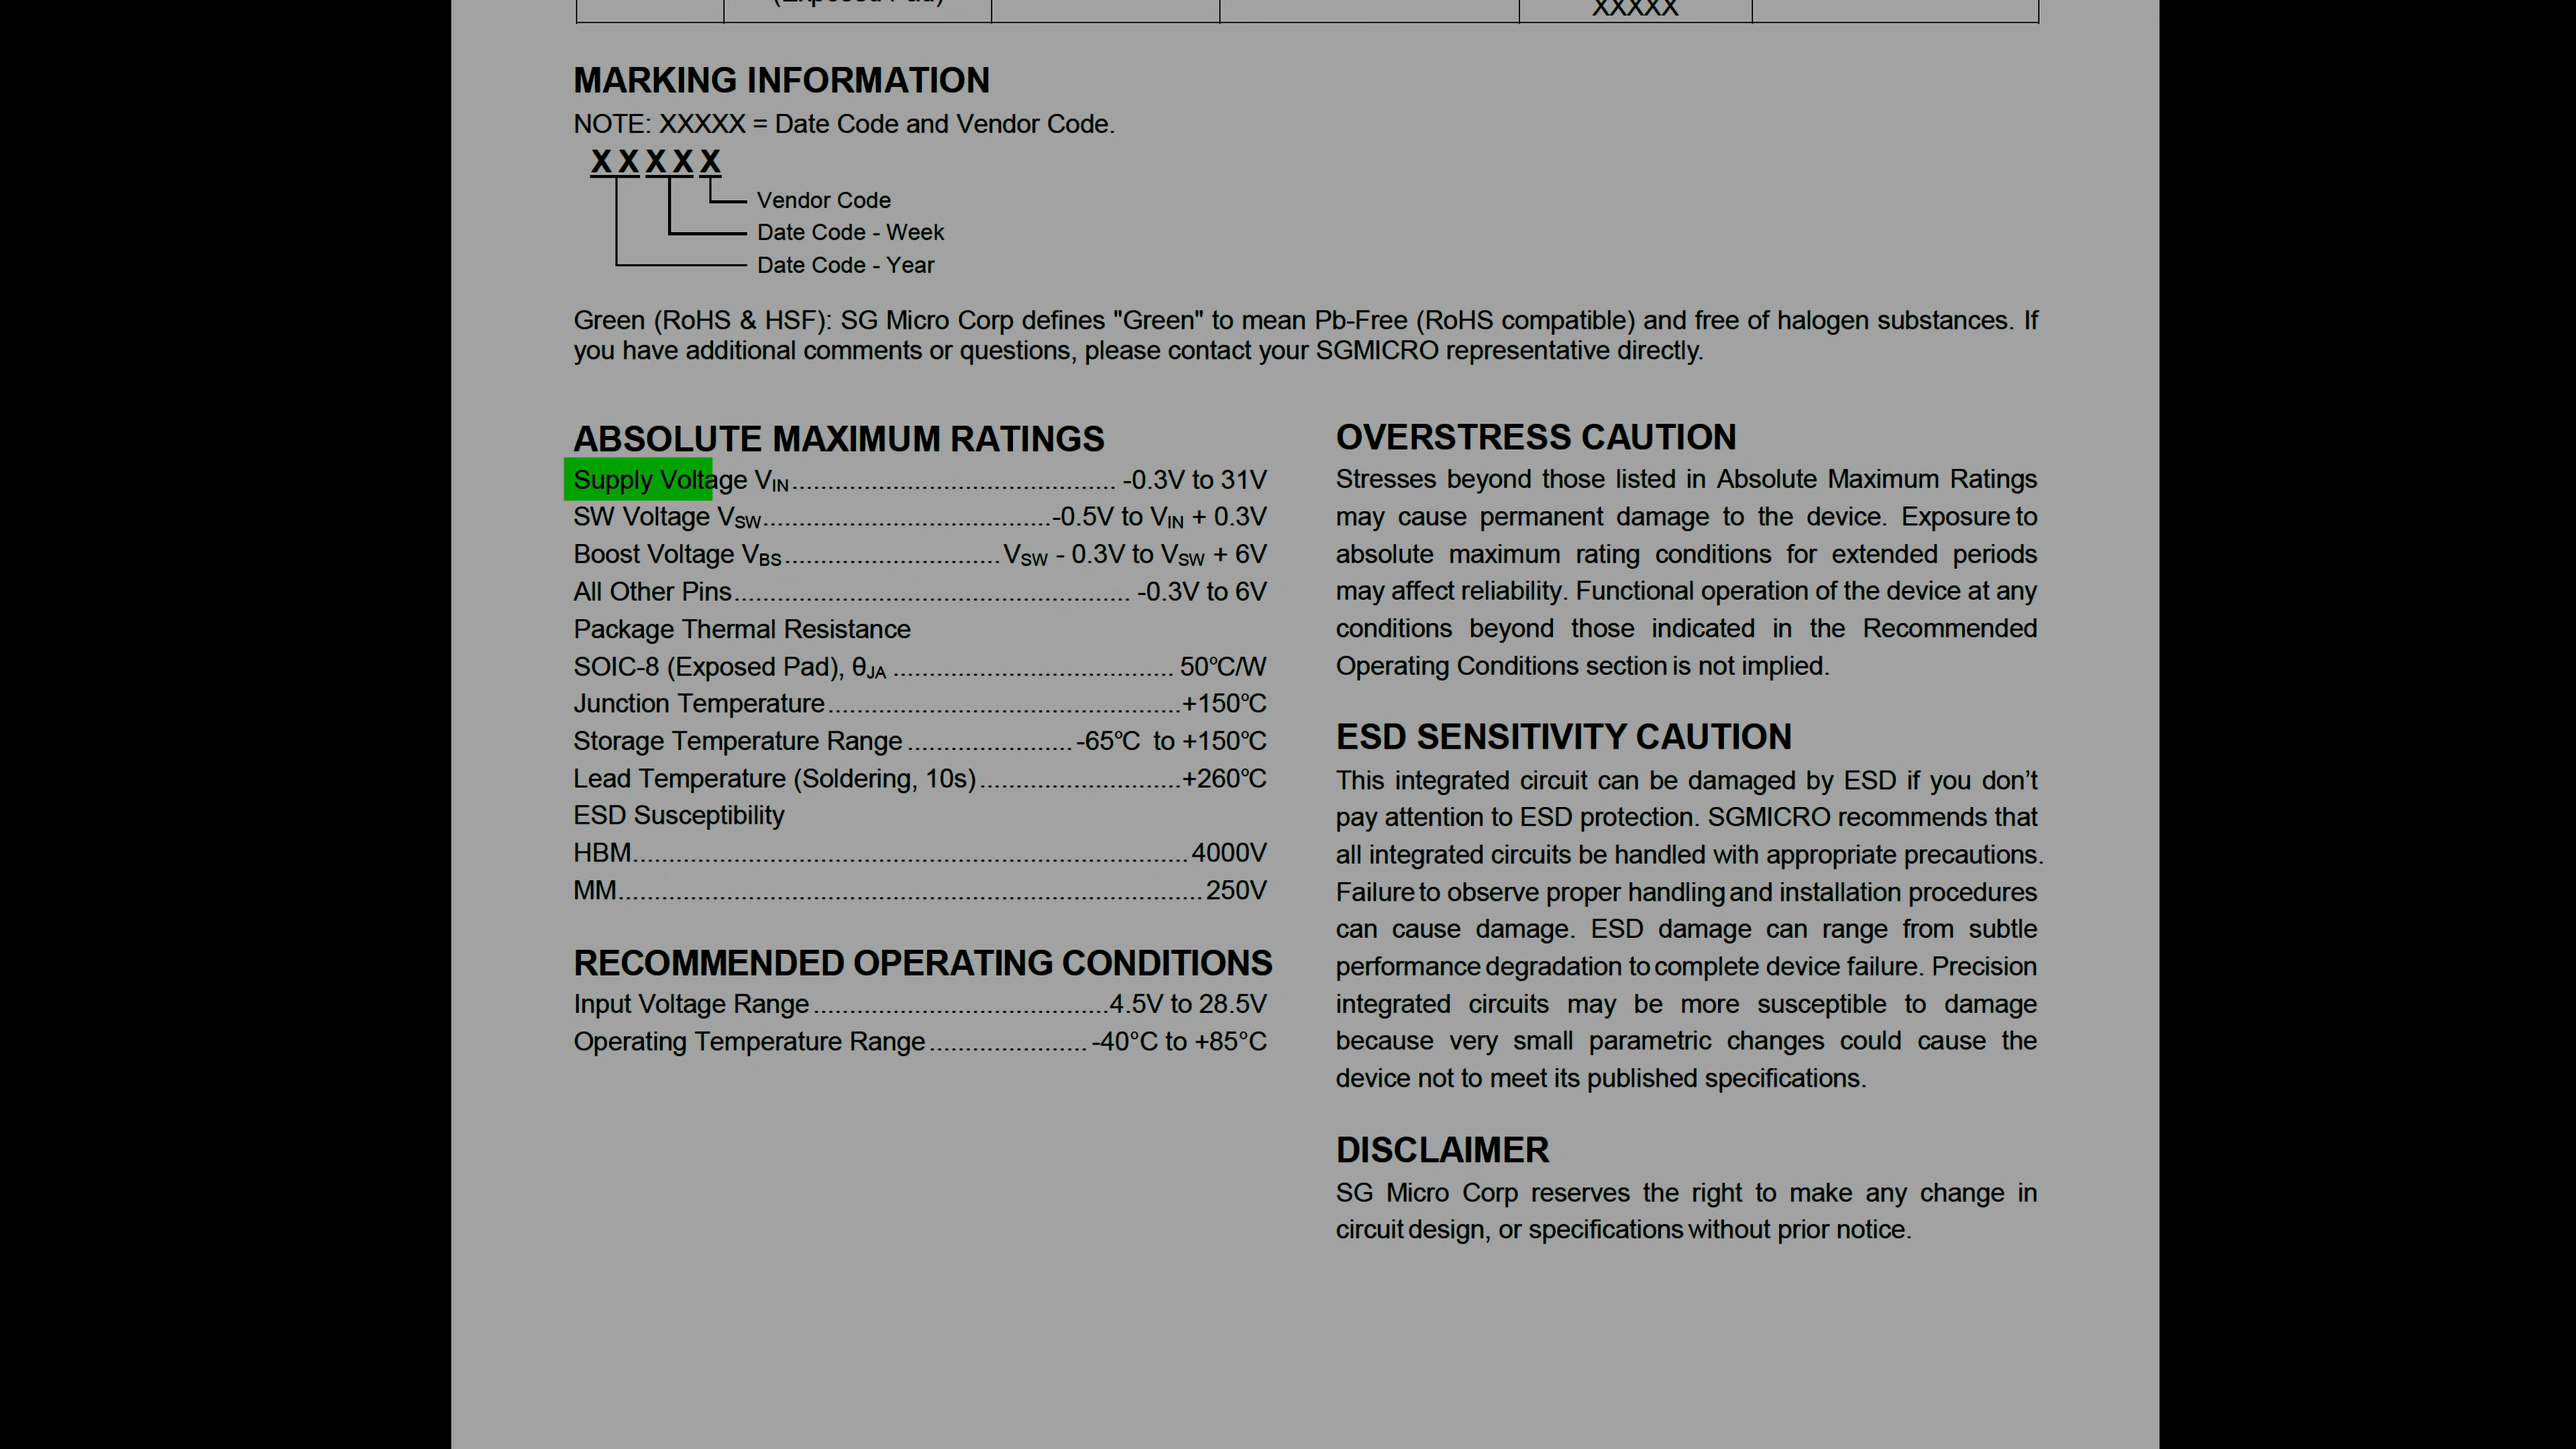 (Exposed Pad)
XXXXX
MARKING INFORMATION
NOTE: XXXXX = Date Code and Vendor Code.
X X X X X
Vendor Code
Date Code - Week
Date Code - Year
Green (RoHS & HSF): SG Micro Corp defines "Green" to mean Pb-Free (RoHS compatible) and free of halogen substances. If
you have additional comments or questions, please contact your SGMICRO representative directly.
ABSOLUTE MAXIMUM RATINGS
Supply Voltage VIN............................................. -0.3V to 31V
SW Voltage VSW........................................-0.5V to VIN + 0.3V
Boost Voltage VBS..............................VSW - 0.3V to VSW + 6V
All Other Pins....................................................... -0.3V to 6V
Package Thermal Resistance
SOIC-8 (Exposed Pad), θJA ....................................... 50℃/W
Junction Temperature.................................................+150℃
Storage Temperature Range .......................-65℃ to +150℃
Lead Temperature (Soldering, 10s)............................+260℃
ESD Susceptibility
HBM.............................................................................4000V
MM.................................................................................250V
RECOMMENDED OPERATING CONDITIONS
Input Voltage Range .........................................4.5V to 28.5V
Operating Temperature Range ......................-40°C to +85°C
OVERSTRESS CAUTION
Stresses beyond those listed in Absolute Maximum Ratings
may cause permanent damage to the device. Exposure to
absolute maximum rating conditions for extended periods
may affect reliability. Functional operation of the device at any
conditions beyond those indicated in the Recommended
Operating Conditions section is not implied.
ESD SENSITIVITY CAUTION
This integrated circuit can be damaged by ESD if you don’t
pay attention to ESD protection. SGMICRO recommends that
all integrated circuits be handled with appropriate precautions.
Failure to observe proper handling and installation procedures
can cause damage. ESD damage can range from subtle
performance degradation to complete device failure. Precision
integrated circuits may be more susceptible to damage
because very small parametric changes could cause the
device not to meet its published specifications.
DISCLAIMER
SG Micro Corp reserves the right to make any change in
circuit design, or specifications without prior notice.